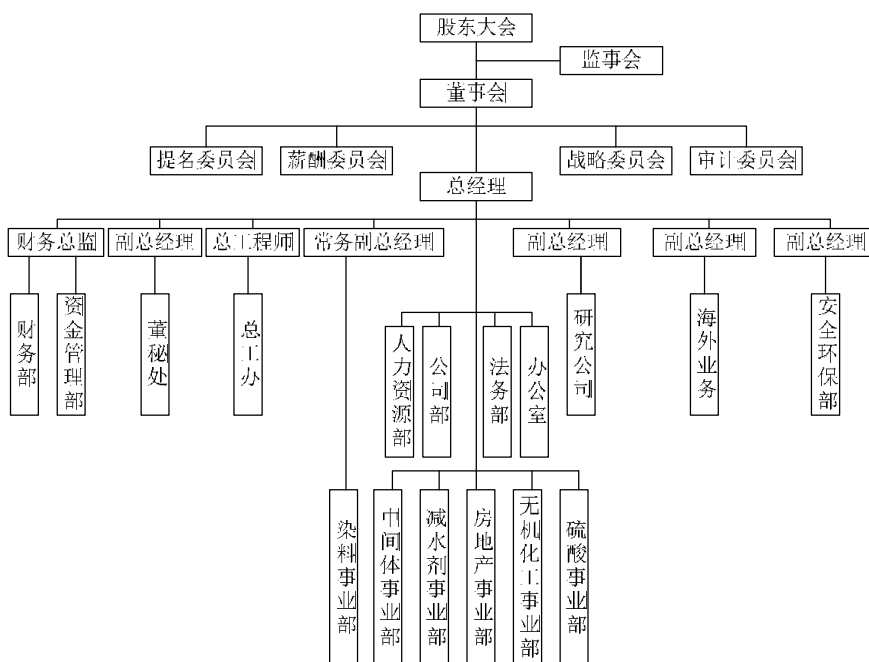 股东大会
监事会
董事会
提名委员会
薪酬委员会
战略委员会
审计委员会
总经理
财务总监
副总经理
总工程师
常务副总经理
副总经理
副总经理
副总经理
财务部
资金管理部
董秘处
总工办
人力资源部
公司部
法务部
办公室
研究公司
海外业务
安全环保部
染料事业部
中间体事业部
减水剂事业部
房地产事业部
无机化工事业部
硫酸事业部